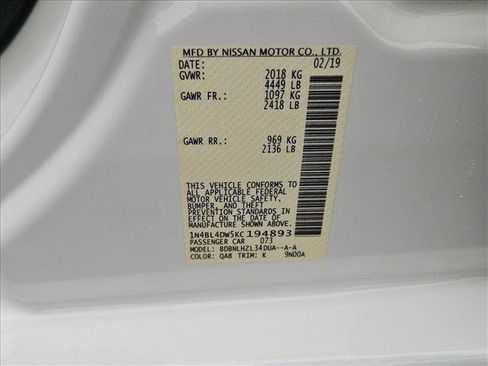 MFD BY NISSAN MOTOR CO., LTD.
DATE: 02/19
GVWR: 2018 KG
4449 LB
GAWR FR.: 1097 KG
2418 LB
GAWR RR.: 969 KG
2136 LB
THIS VEHICLE CONFORMS TO
ALL APPLICABLE FEDERAL
MOTOR VEHICLE SAFETY,
BUMPER, AND THEFT
PREVENTION STANDARDS IN
EFFECT ON THE DATE OF
MANUFACTURE SHOWN ABOVE.
1N4BL4DW5KC194893
PASSENGER CAR 073
MODEL: BDBNLHZL34DUA--A-A
COLOR: QAB TRIM: K 9N00A